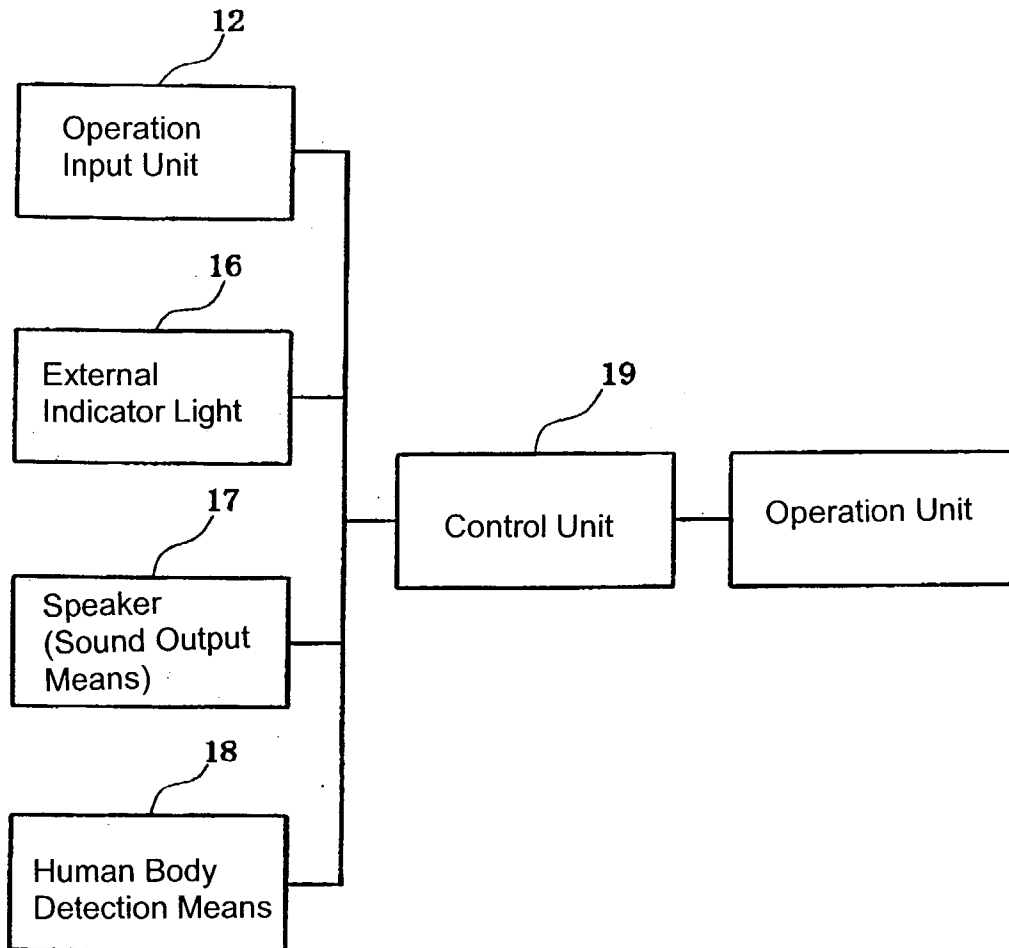 12
Operation
Input Unit
16
External
Indicator Light
19
17
Control Unit
Operation Unit
Speaker
(Sound Output
Means)
18
Human Body
Detection Means